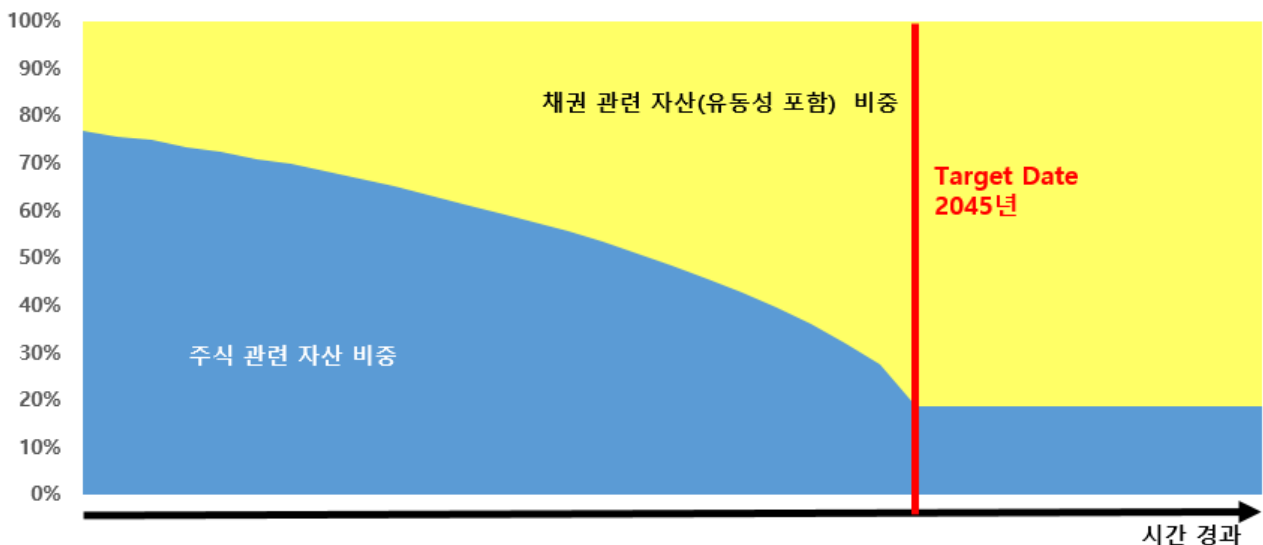 100%
90%
80%
70%
60%
50%
40%
30%
20%
10%
0%
채권 관련 자산(유동성 포함) 비중
Target Date
2045년
주식 관련 자산 비중
시간 경과